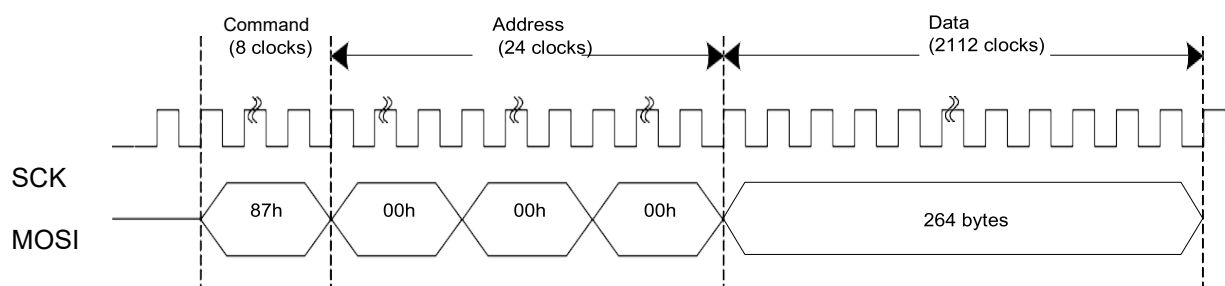 Command
(8 clocks)
Address
(24 clocks)
Data
(2112 clocks)
SCK
MOSI
87h
00h
00h
00h
264 bytes